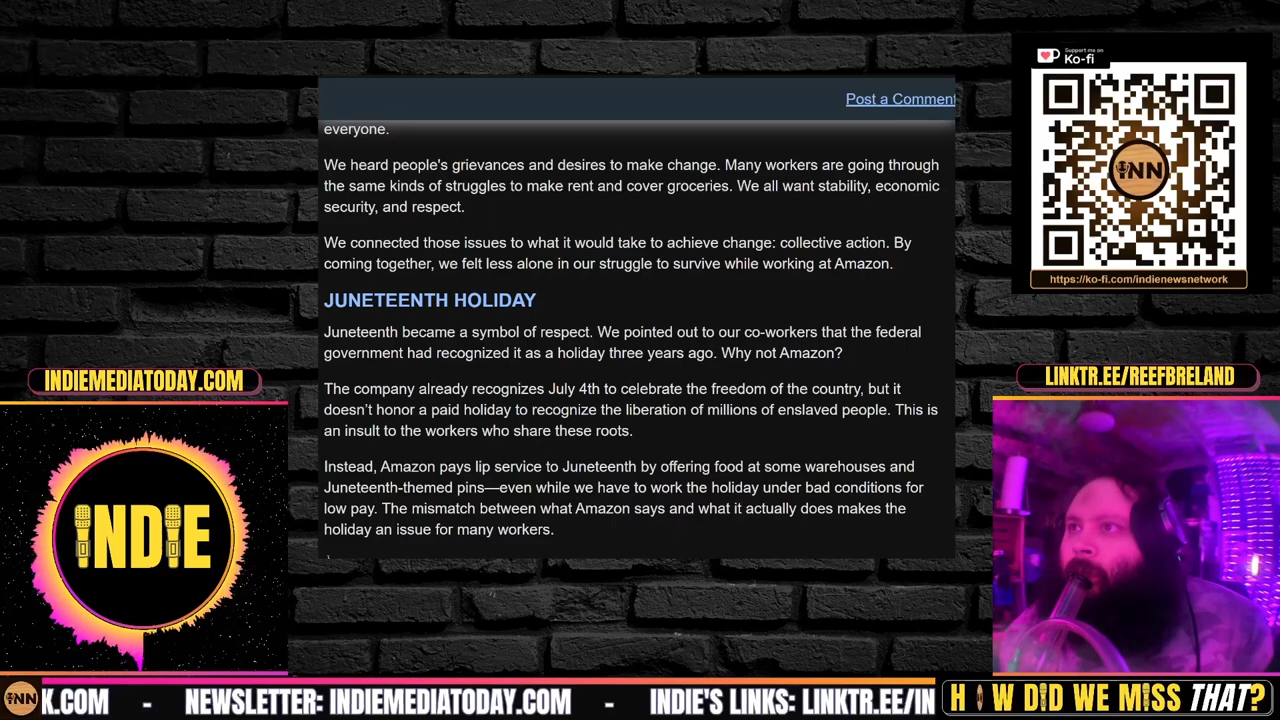 Post a Comment
everyone.
We heard people's grievances and desires to make change. Many workers are going through
the same kinds of struggles to make rent and cover groceries. We all want stability, economic
security, and respect.
We connected those issues to what it would take to achieve change: collective action. By
coming together, we felt less alone in our struggle to survive while working at Amazon.
JUNETEENTH HOLIDAY
Juneteenth became a symbol of respect. We pointed out to our co-workers that the federal
government had recognized it as a holiday three years ago. Why not Amazon?
The company already recognizes July 4th to celebrate the freedom of the country, but it
doesn't honor a paid holiday to recognize the liberation of millions of enslaved people. This is
an insult to the workers who share these roots.
Instead, Amazon pays lip service to Juneteenth by offering food at some warehouses and
Juneteenth-themed pins—even while we have to work the holiday under bad conditions for
low pay. The mismatch between what Amazon says and what it actually does makes the
holiday an issue for many workers.
Support me on
Ko-fi
INN
https://ko-fi.com/indienewsnetwork
INDIEMEDIATODAY.COM
INDIE
LINKTR.EE/REEFBRELAND
INN
K.COM - NEWSLETTER: INDIEMEDIATODAY.COM - INDIE'S LINKS: LINKTR.EE/IN
HOW DID WE MISS THAT?